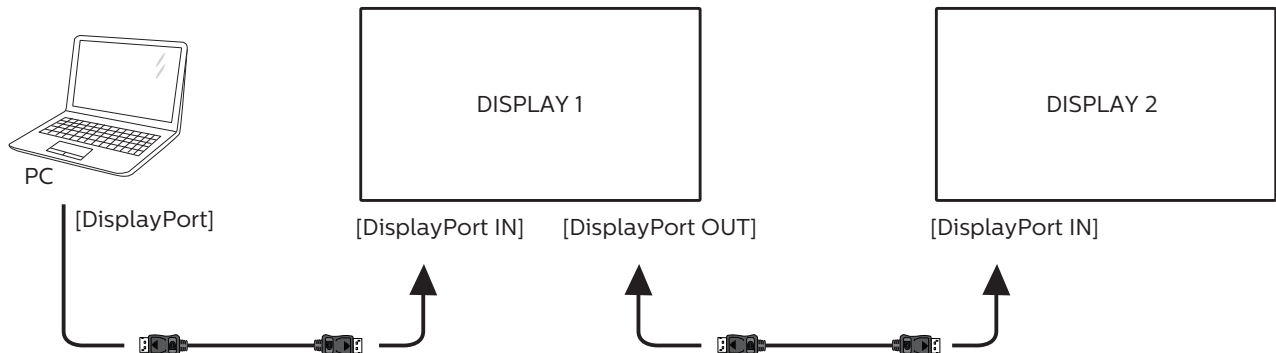 DISPLAY 1
DISPLAY 2
PC
[DisplayPort]
[DisplayPort IN]
[DisplayPort OUT]
[DisplayPort IN]